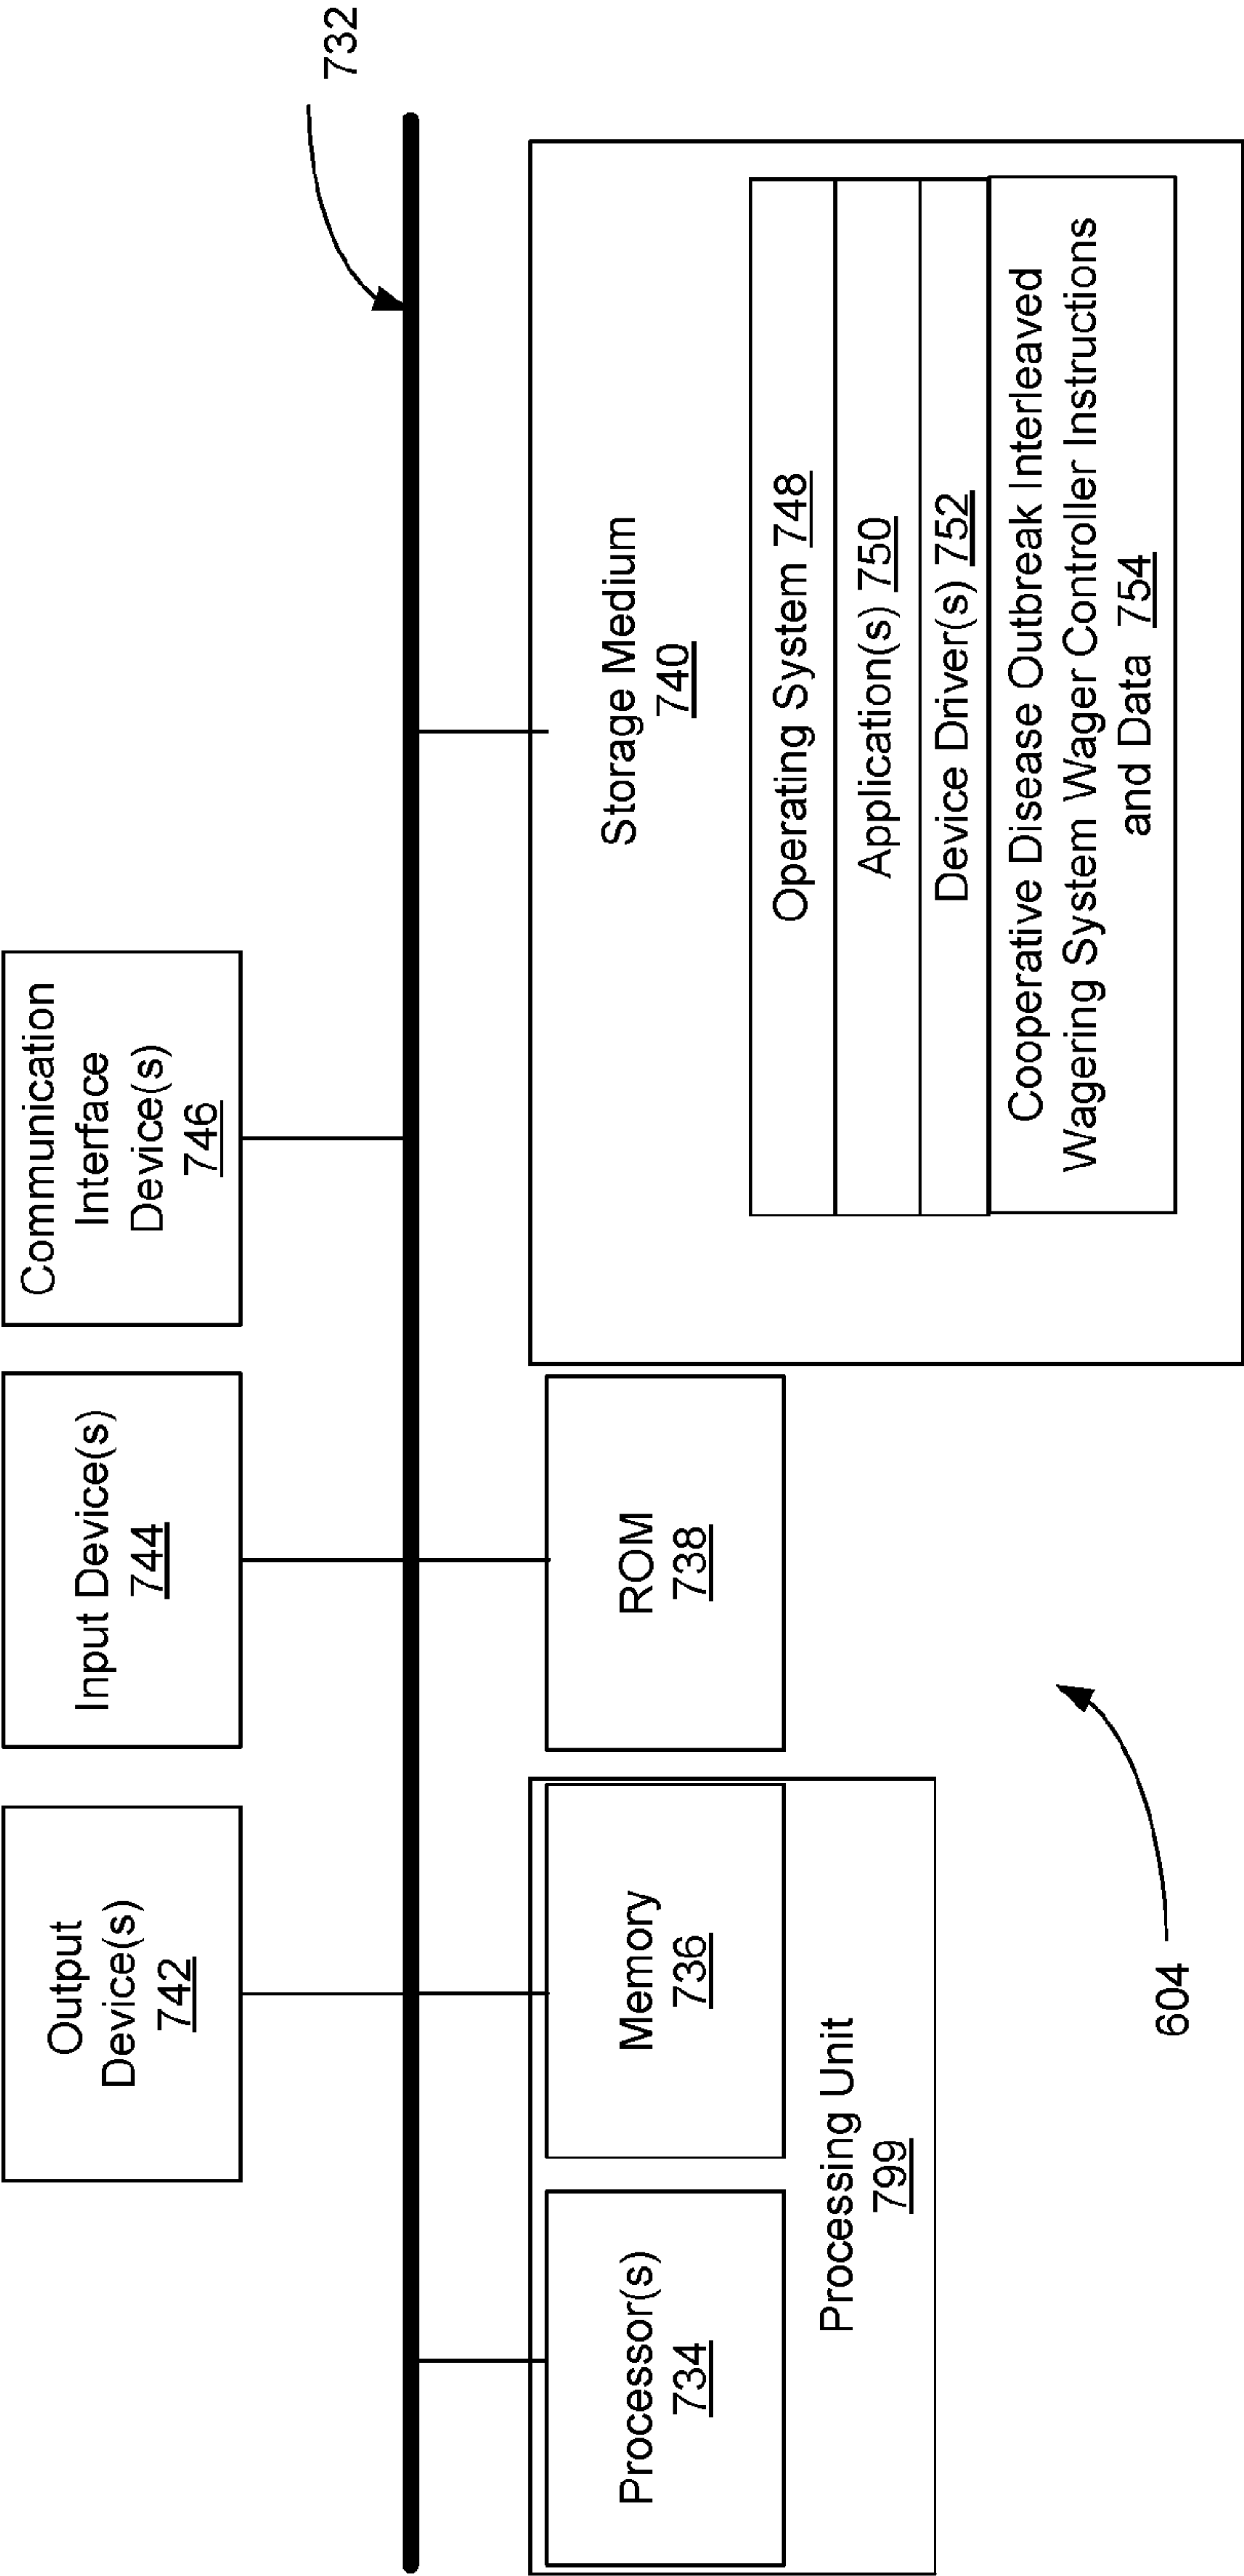 Output
Device(s)
742
Input Device(s)
744
Communication
Interface
Device(s)
746
732
Processor(s)
734
Memory
736
Processing Unit
799
ROM
738
Storage Medium
740
Operating System 748
Application(s) 750
Device Driver(s) 752
Cooperative Disease Outbreak Interleaved
Wagering System Wager Controller Instructions
and Data 754
604